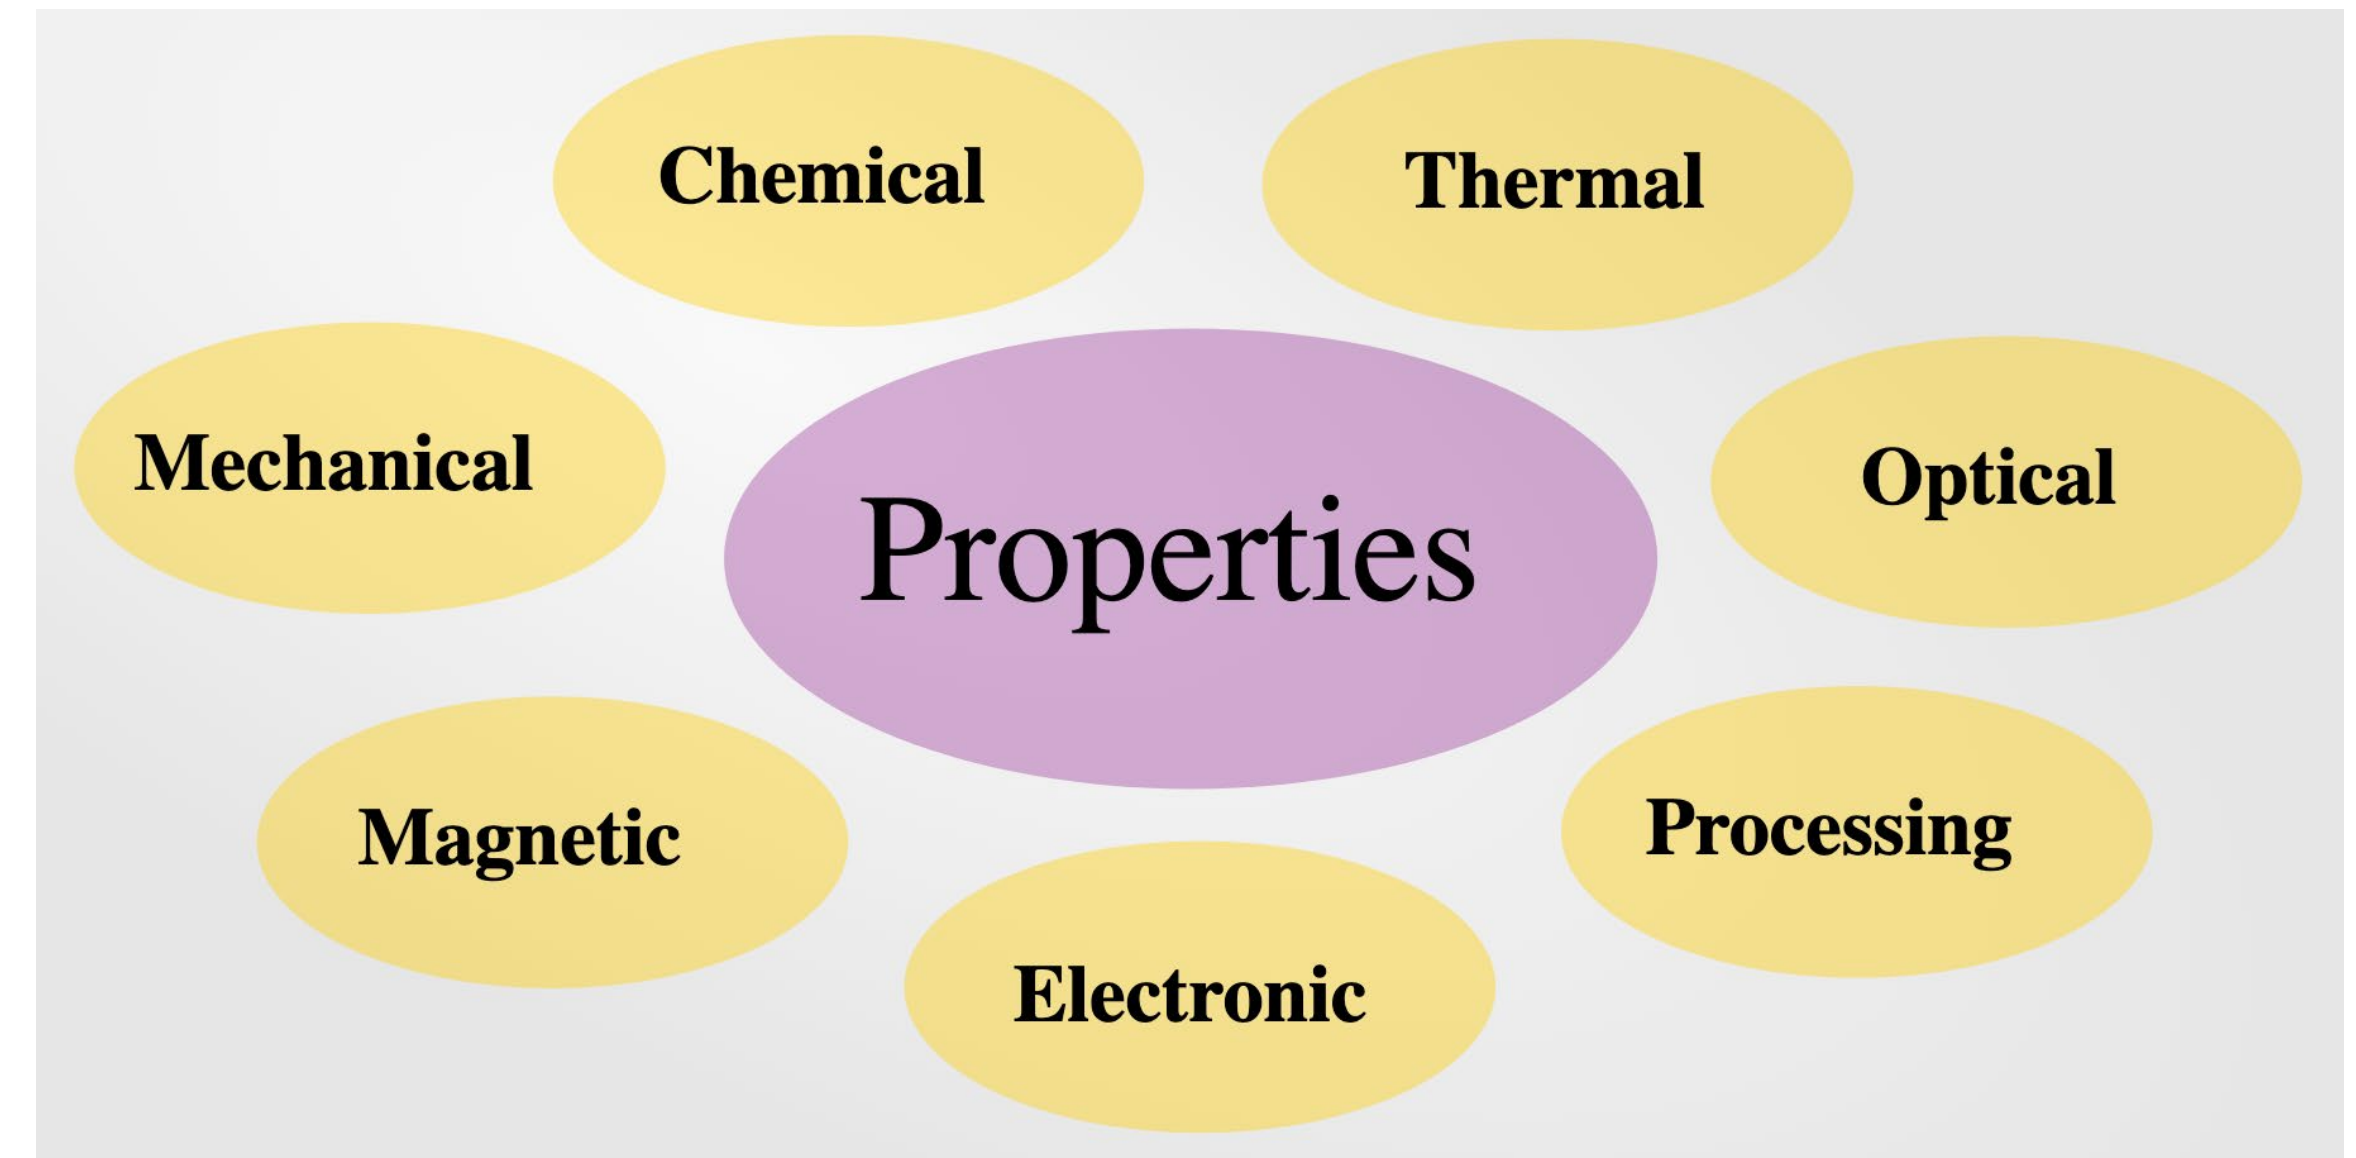 Chemical
Thermal
Mechanical
Optical
Properties
Magnetic
Processing
Electronic